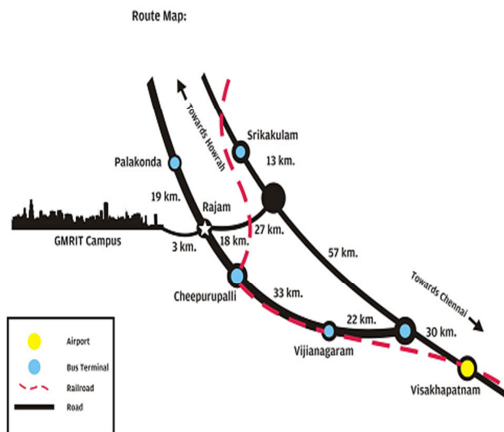 Route Map:
Towards Howrah
Srikakulam
13 km.
Palakonda
19 km.
Rajam
GMRIT Campus
3 km.
18 km.
27 km.
57 km.
Cheepurupalli
33 km.
Towards Chennai
22 km.
30 km.
Vijianagaram
Visakhapatnam
Airport
Bus Terminal
Railroad
Road